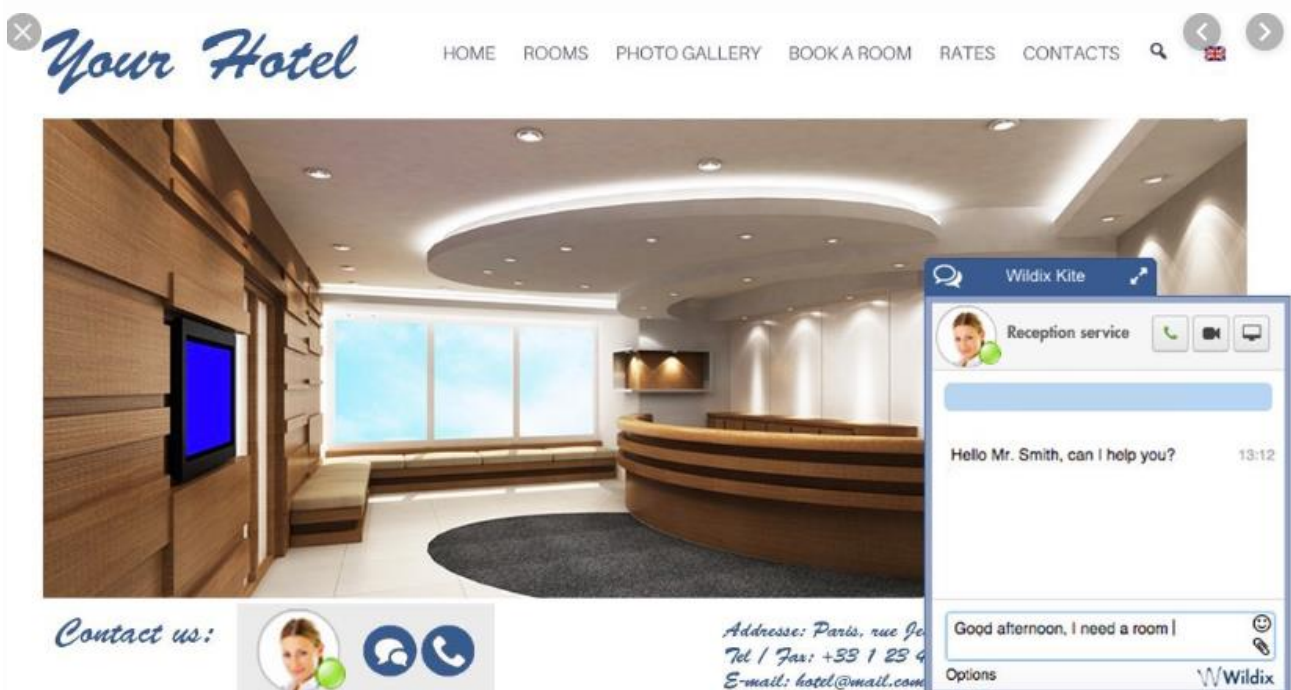 Your Hotel
HOME ROOMS PHOTO GALLERY BOOK A ROOM RATES CONTACTS
Wildix Kite
Reception service
Hello Mr. Smith, can I help you? 13:12
Good afternoon, I need a room
Options Wildix
Contact us:
Addresse: Paris, rue Je
Tel / Fax: +33 1 23 4
E-mail: hotel@mail.com